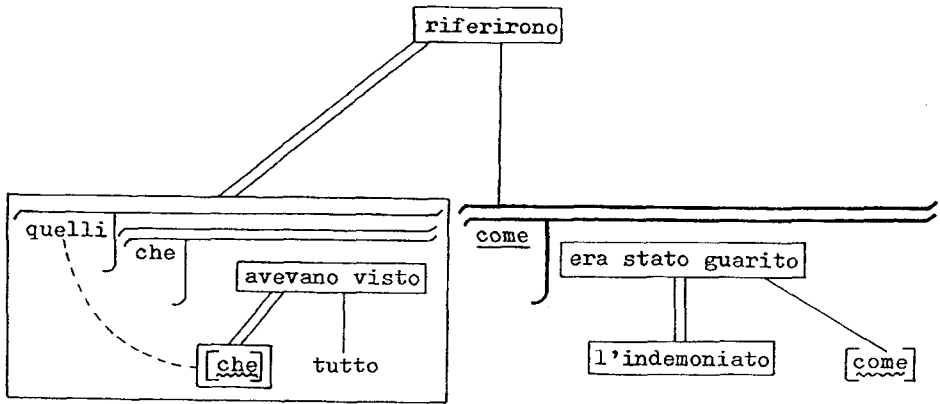 riferirono
quelli
che
come
avevano visto
era stato guarito
[che]
tutto
l'indemoniato
[come]